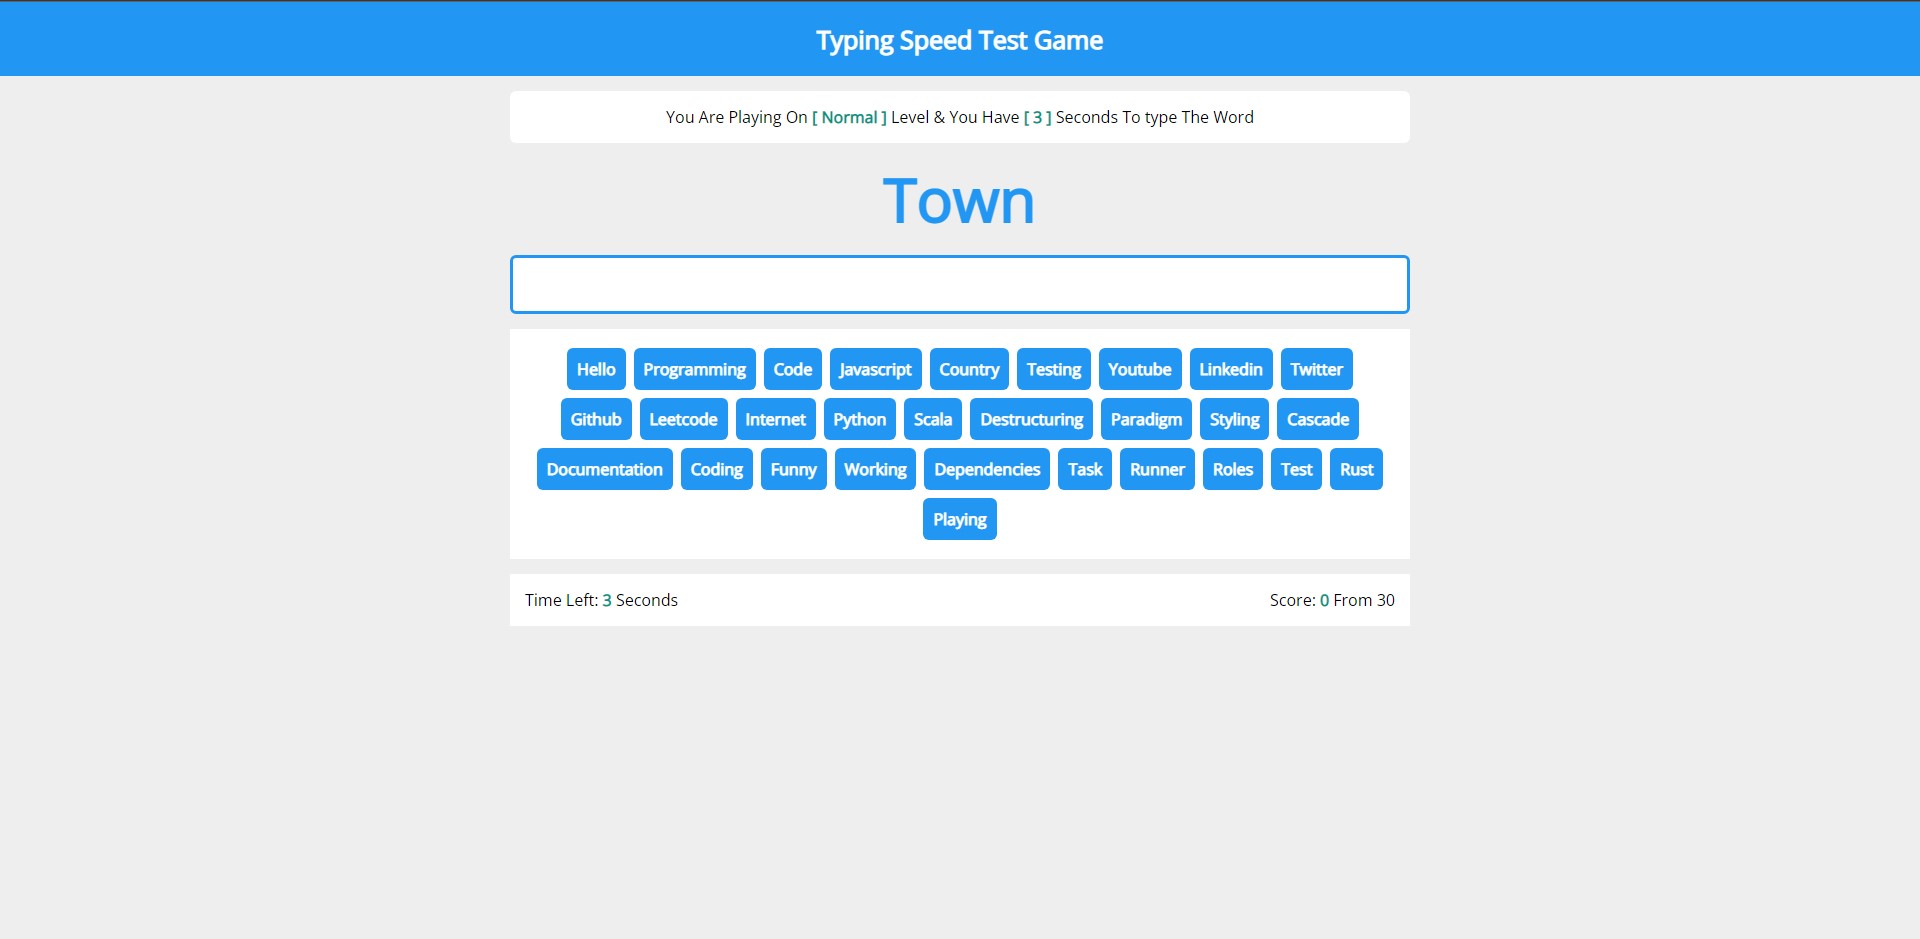 Typing Speed Test Game
You Are Playing On [ Normal ] Level & You Have [ 3 ] Seconds To type The Word
Town
Hello Programming Code Javascript Country Testing Youtube Linkedin Twitter
Github Leetcode Internet Python Scala Destructuring Paradigm Styling Cascade
Documentation Coding Funny Working Dependencies Task Runner Roles Test Rust
Playing
Time Left: 3 Seconds Score: 0 From 30